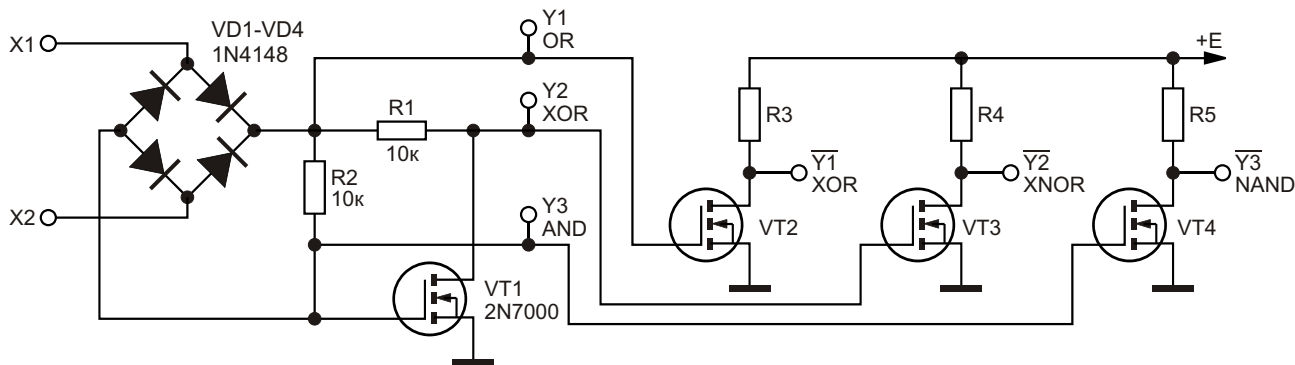 X1
X2
VD1-VD4
1N4148
R1
10к
R2
10к
Y1
OR
Y2
XOR
Y3
AND
VT1
2N7000
+E
R3
R4
R5
Y1
XOR
Y2
XNOR
Y3
NAND
VT2
VT3
VT4